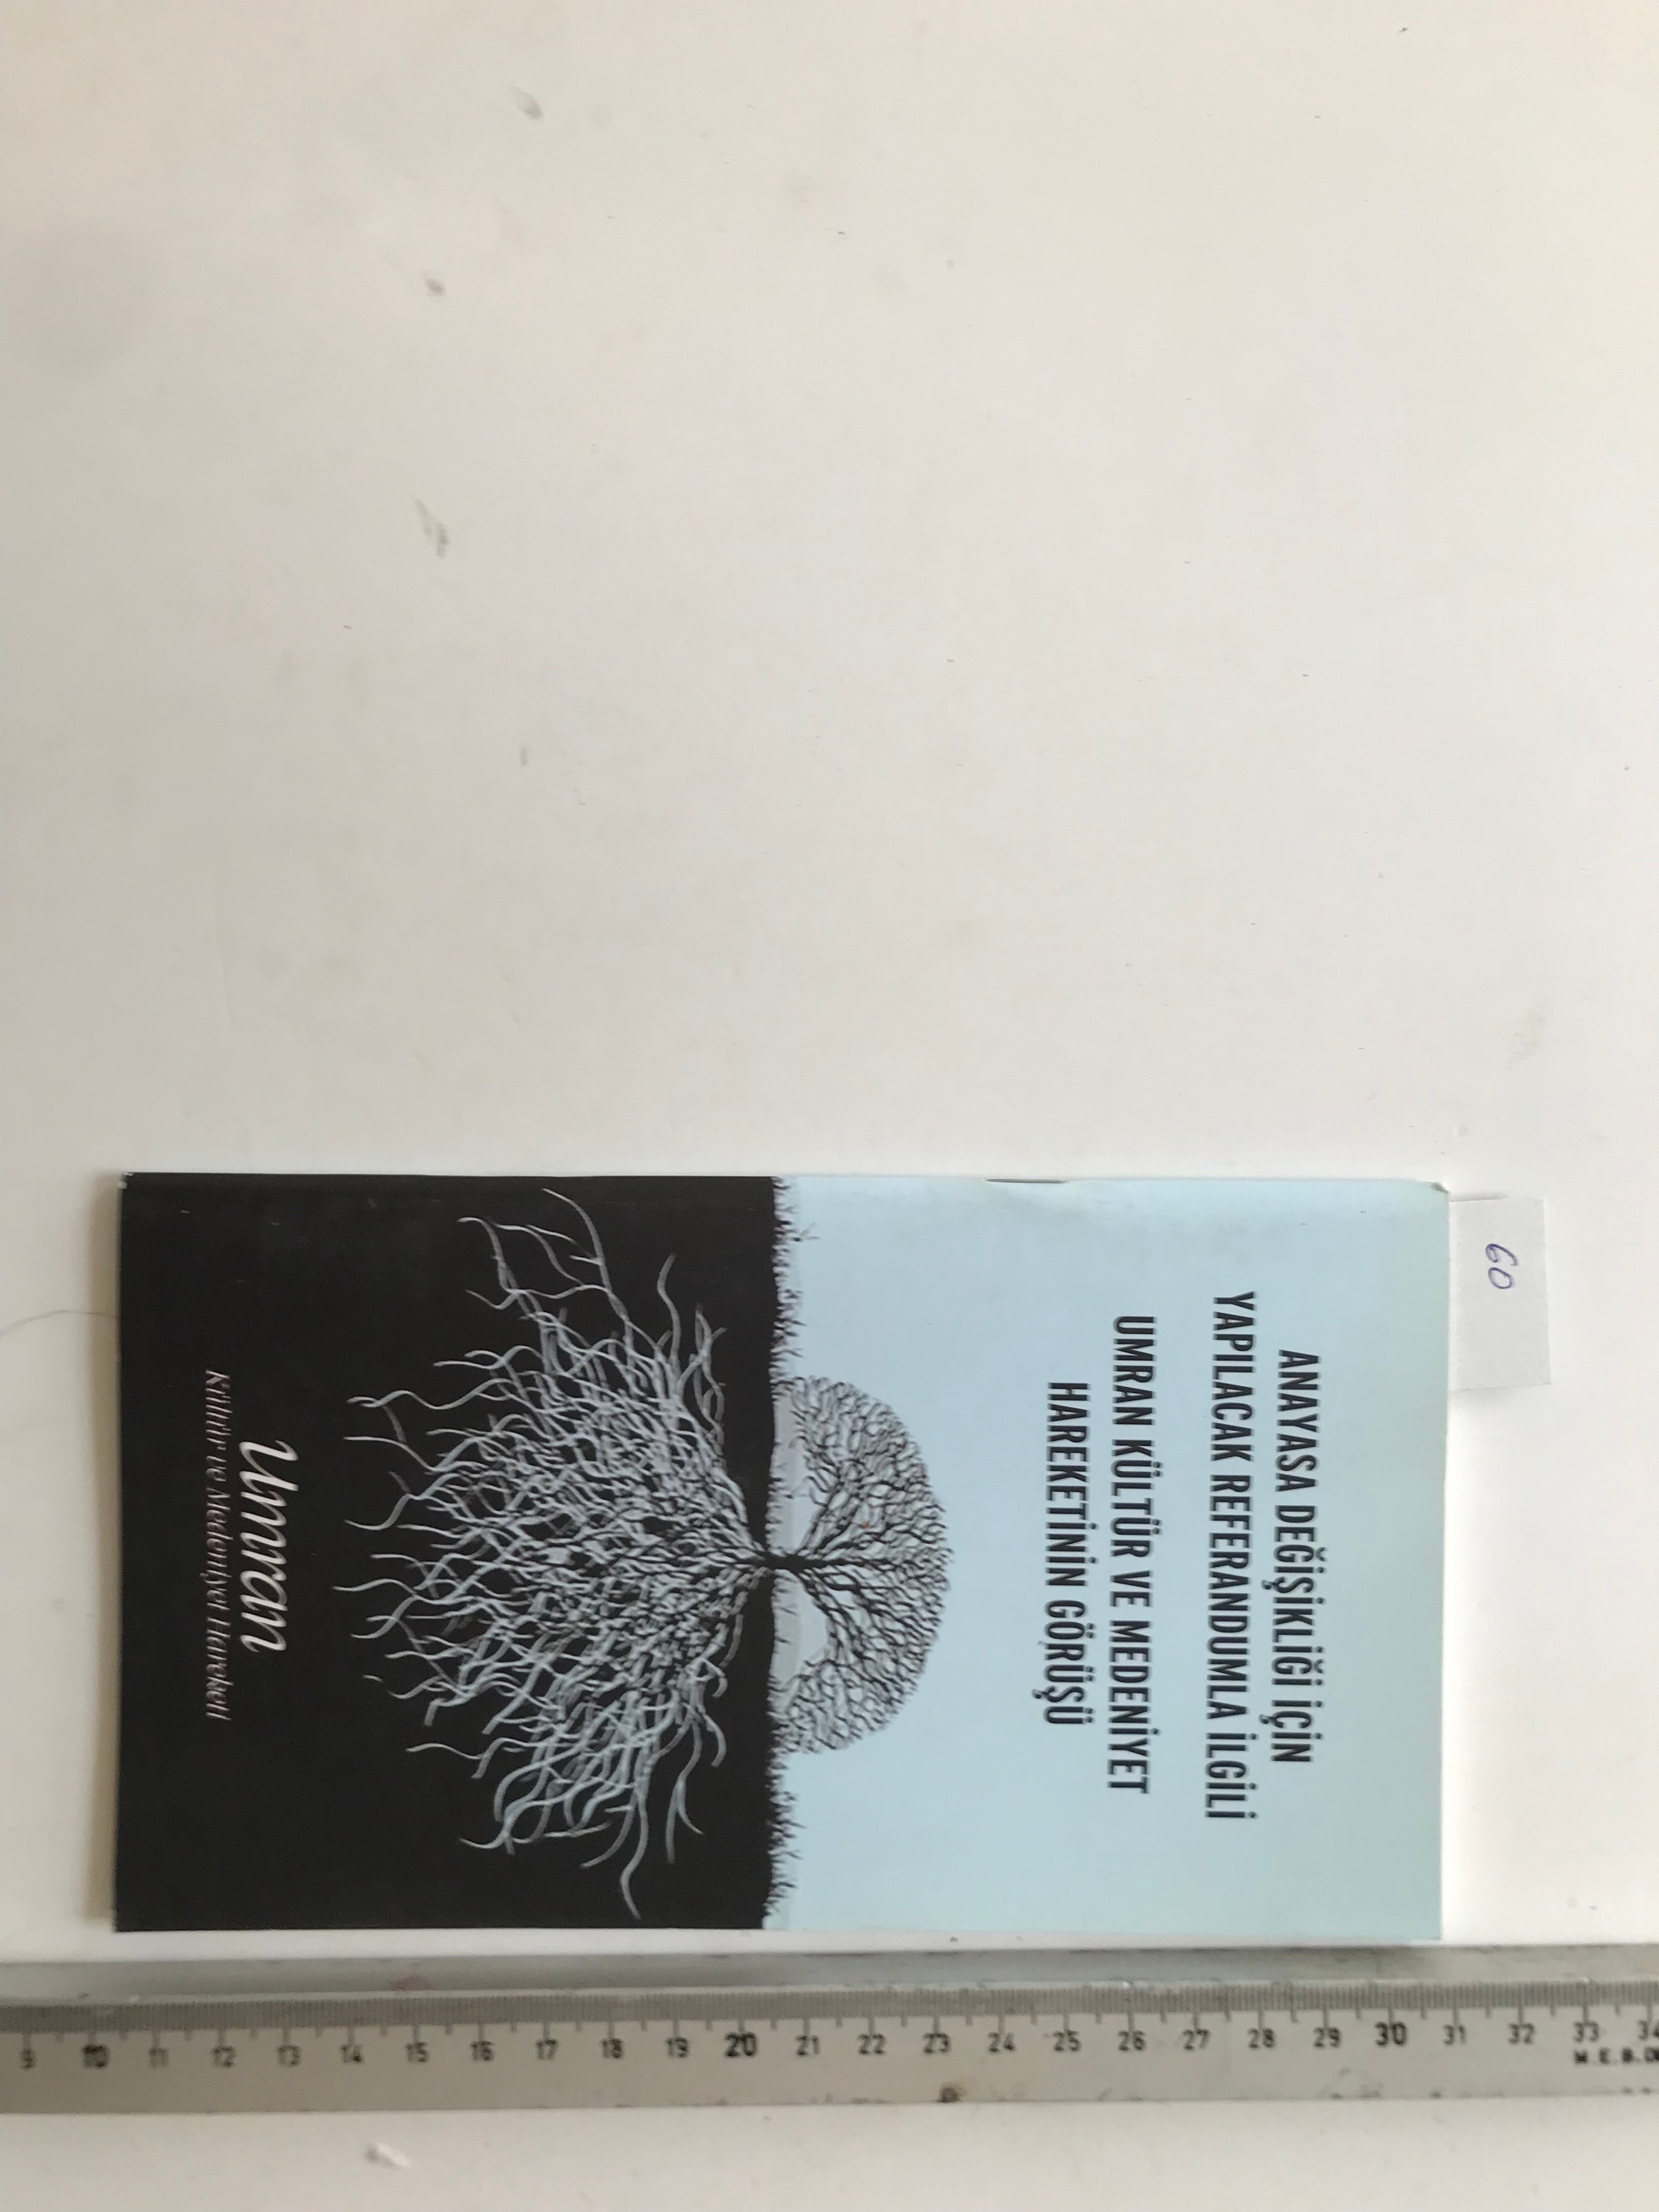 60
ANAYASA DEĞİŞİKLİĞİ İÇİN
YAPILACAK REFERANDUMLA İLGİLİ
UMRAN KÜLTÜR VE MEDENİYET
HAREKETİNİN GÖRÜŞÜ
Umran
Kültür ve Medeniyet Hareketi
9 10 11 12 13 14 15 16 17 18 19 20 21 22 23 24 25 26 27 28 29 30 31 32 33 34